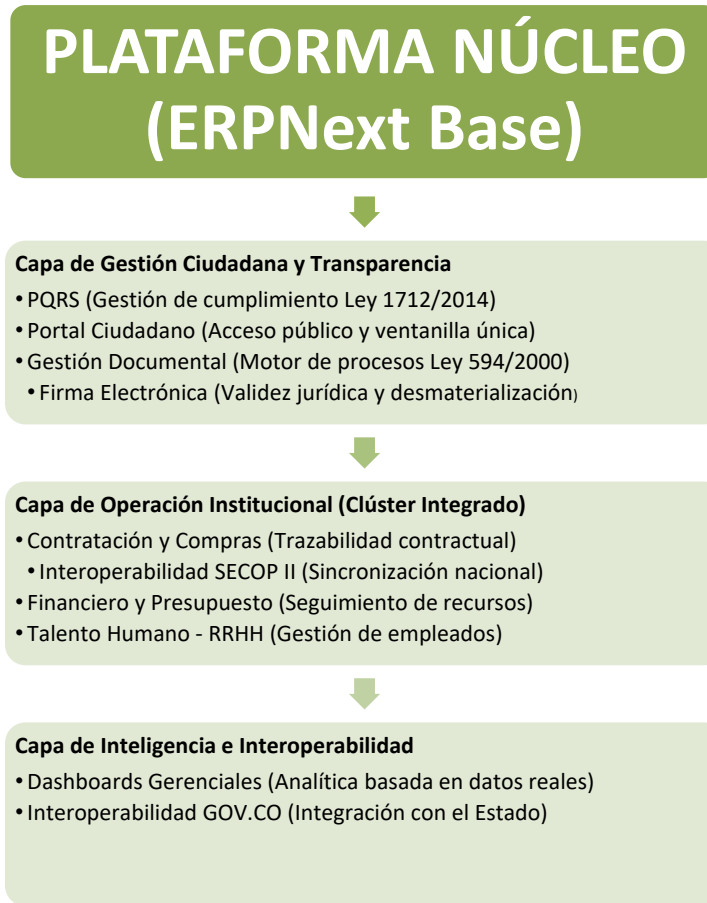 PLATAFORMA NÚCLEO
(ERPNext Base)
Capa de Gestión Ciudadana y Transparencia
• PQRS (Gestión de cumplimiento Ley 1712/2014)
• Portal Ciudadano (Acceso público y ventanilla única)
• Gestión Documental (Motor de procesos Ley 594/2000)
• Firma Electrónica (Validez jurídica y desmaterialización)
Capa de Operación Institucional (Clúster Integrado)
• Contratación y Compras (Trazabilidad contractual)
• Interoperabilidad SECOP II (Sincronización nacional)
• Financiero y Presupuesto (Seguimiento de recursos)
• Talento Humano - RRHH (Gestión de empleados)
Capa de Inteligencia e Interoperabilidad
• Dashboards Gerenciales (Analítica basada en datos reales)
• Interoperabilidad GOV.CO (Integración con el Estado)